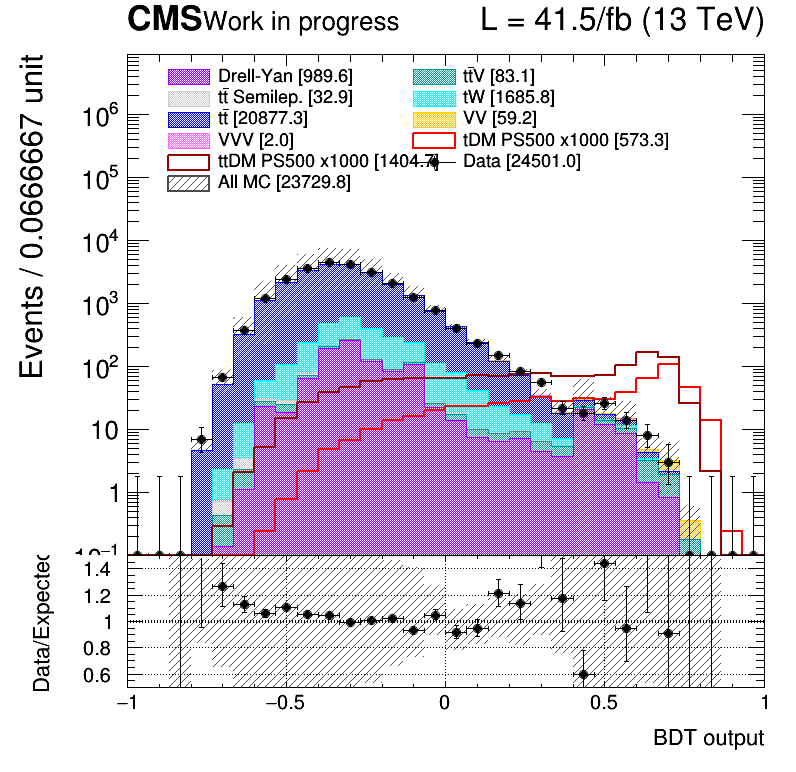 CMS Work in progress L = 41.5/fb (13 TeV)
Events / 0.0666667 unit
Drell-Yan [989.6] tt̄V [83.1]
tt̄ Semilep. [32.9] tW [1685.8]
tt̄ [20877.3] VV [59.2]
VVV [2.0] tDM PS500 x1000 [573.3]
ttDM PS500 x1000 [1404.7] Data [24501.0]
All MC [23729.8]
10⁶
10⁵
10⁴
10³
10²
10
1
10⁻¹
Data/Expected
1.4
1.2
1
0.8
0.6
−1 −0.5 0 0.5 1
BDT output